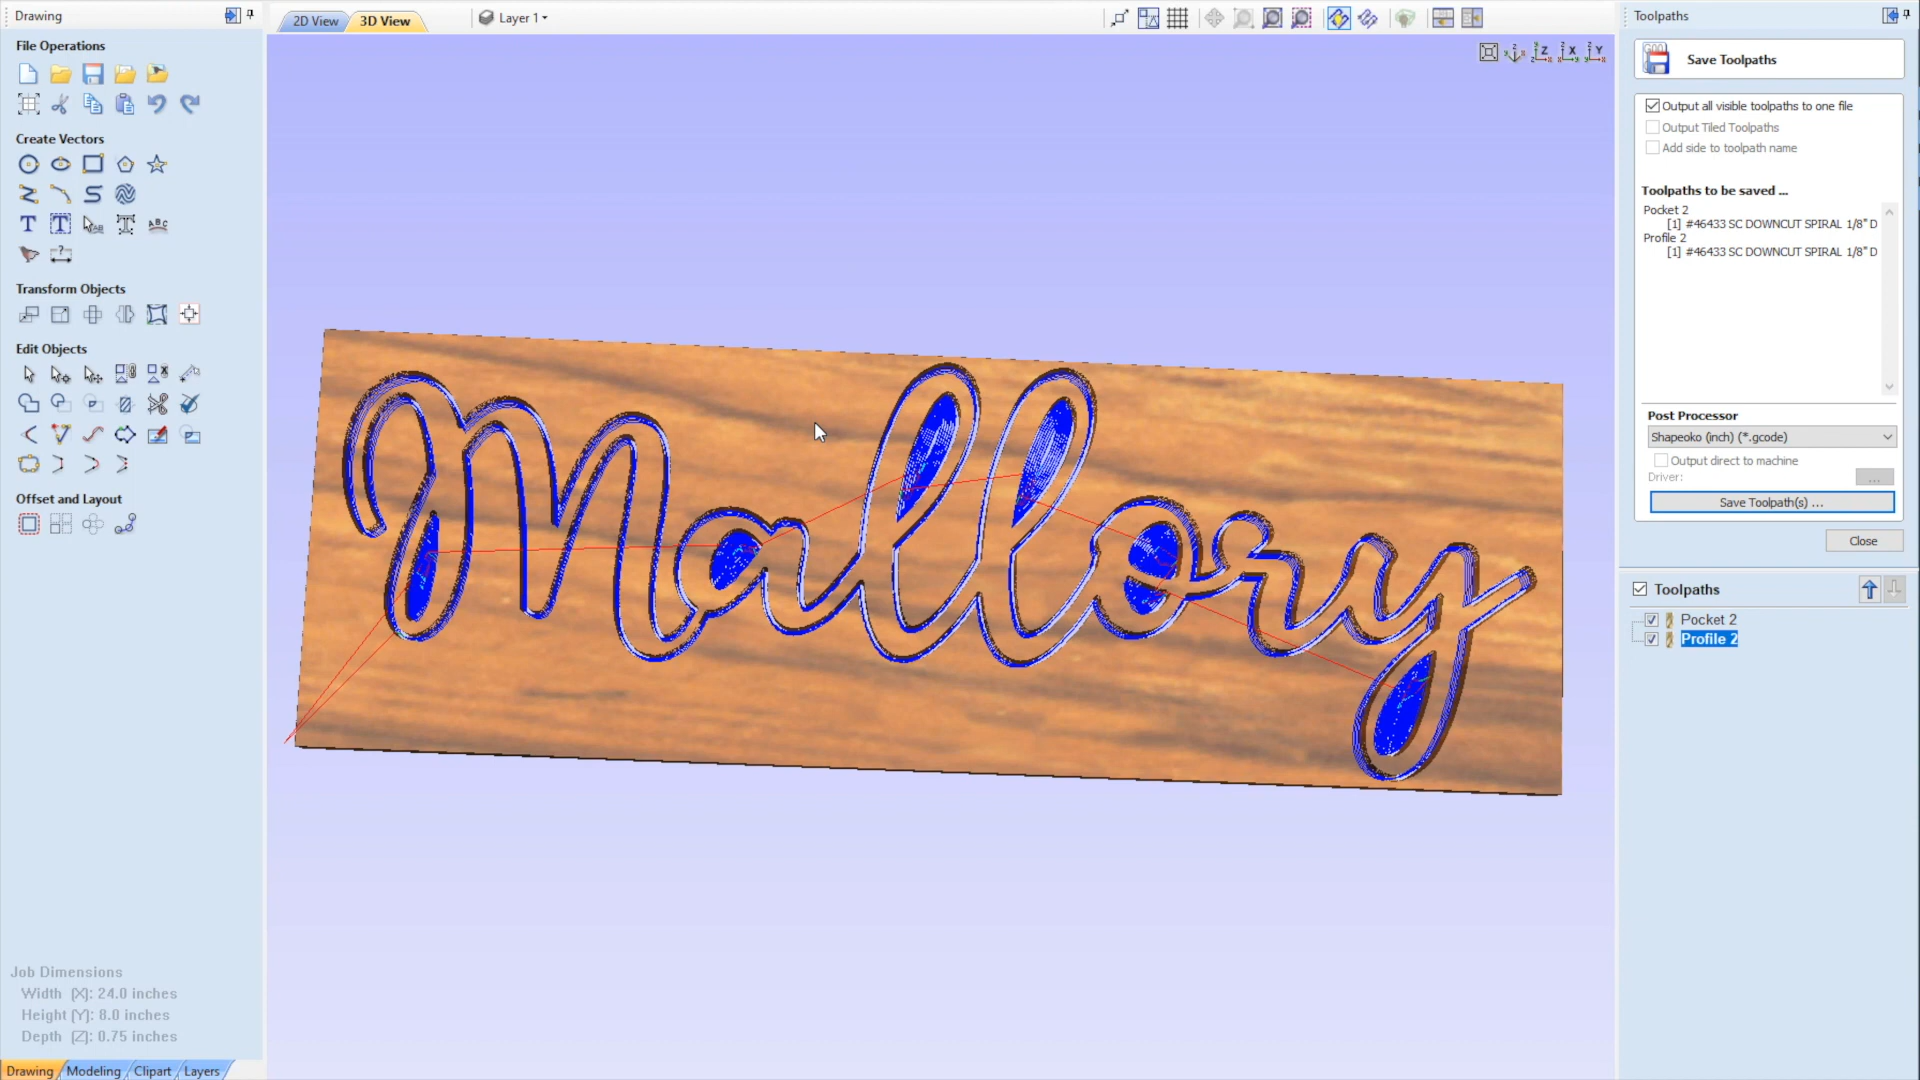 Drawing
File Operations
Create Vectors
Transform Objects
Edit Objects
Offset and Layout
Job Dimensions
Width (X): 24.0 inches
Height (Y): 8.0 inches
Depth (Z): 0.75 inches
Drawing Modeling Clipart Layers
2D View 3D View Layer 1
Z X Y
Mallory
Toolpaths
Save Toolpaths
Output all visible toolpaths to one file
Output Tiled Toolpaths
Add side to toolpath name
Toolpaths to be saved ...
Pocket 2
[1] #46433 SC DOWNCUT SPIRAL 1/8" D
Profile 2
[1] #46433 SC DOWNCUT SPIRAL 1/8" D
Post Processor
Shapeoko (inch) (*.gcode)
Output direct to machine
Driver: ...
Save Toolpath(s) ...
Close
Toolpaths
Pocket 2
Profile 2